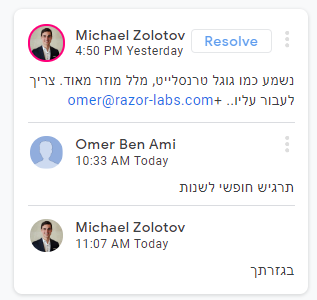 Michael Zolotov
Resolve
4:50 PM Yesterday
נשמע כמו גוגל טרנסלייט, מלל מוזר מאוד. צריך
לעבור עליו.. +omer@razor-labs.com
Omer Ben Ami
10:33 AM Today
תרגיש חופשי לשנות
Michael Zolotov
11:07 AM Today
בגזרתך